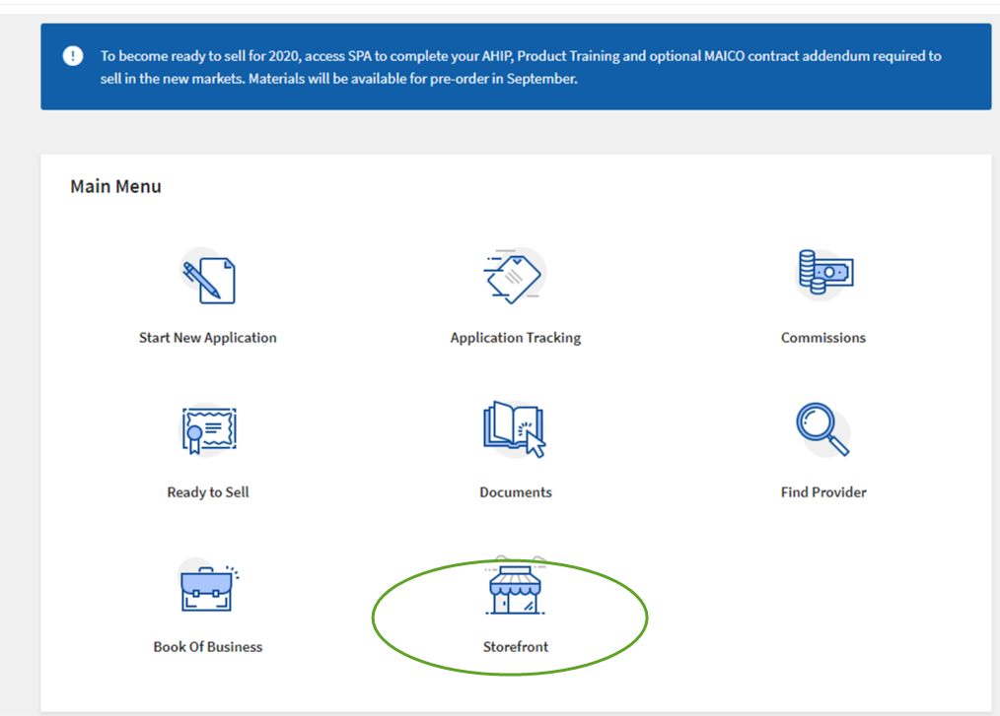 To become ready to sell for 2020, access SPA to complete your AHIP, Product Training and optional MAICO contract addendum required to
sell in the new markets. Materials will be available for pre-order in September.
Main Menu
Start New Application
Application Tracking
Commissions
Ready to Sell
Documents
Find Provider
Book Of Business
Storefront